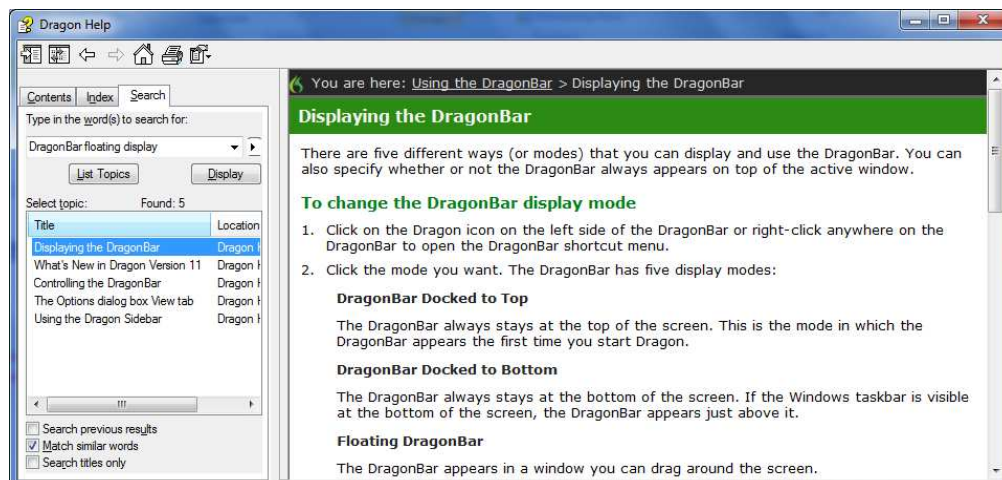 Dragon Help
Contents Index Search
Type in the word(s) to search for:
DragonBar floating display
List Topics Display
Select topic: Found: 5
Title Location
Displaying the DragonBar Dragon
What's New in Dragon Version 11 Dragon
Controlling the DragonBar Dragon
The Options dialog box View tab Dragon
Using the Dragon Sidebar Dragon
Search previous results
Match similar words
Search titles only
You are here: Using the DragonBar > Displaying the DragonBar
Displaying the DragonBar
There are five different ways (or modes) that you can display and use the DragonBar. You can
also specify whether or not the DragonBar always appears on top of the active window.
To change the DragonBar display mode
1. Click on the Dragon icon on the left side of the DragonBar or right-click anywhere on the
DragonBar to open the DragonBar shortcut menu.
2. Click the mode you want. The DragonBar has five display modes:
DragonBar Docked to Top
The DragonBar always stays at the top of the screen. This is the mode in which the
DragonBar appears the first time you start Dragon.
DragonBar Docked to Bottom
The DragonBar always stays at the bottom of the screen. If the Windows taskbar is visible
at the bottom of the screen, the DragonBar appears just above it.
Floating DragonBar
The DragonBar appears in a window you can drag around the screen.